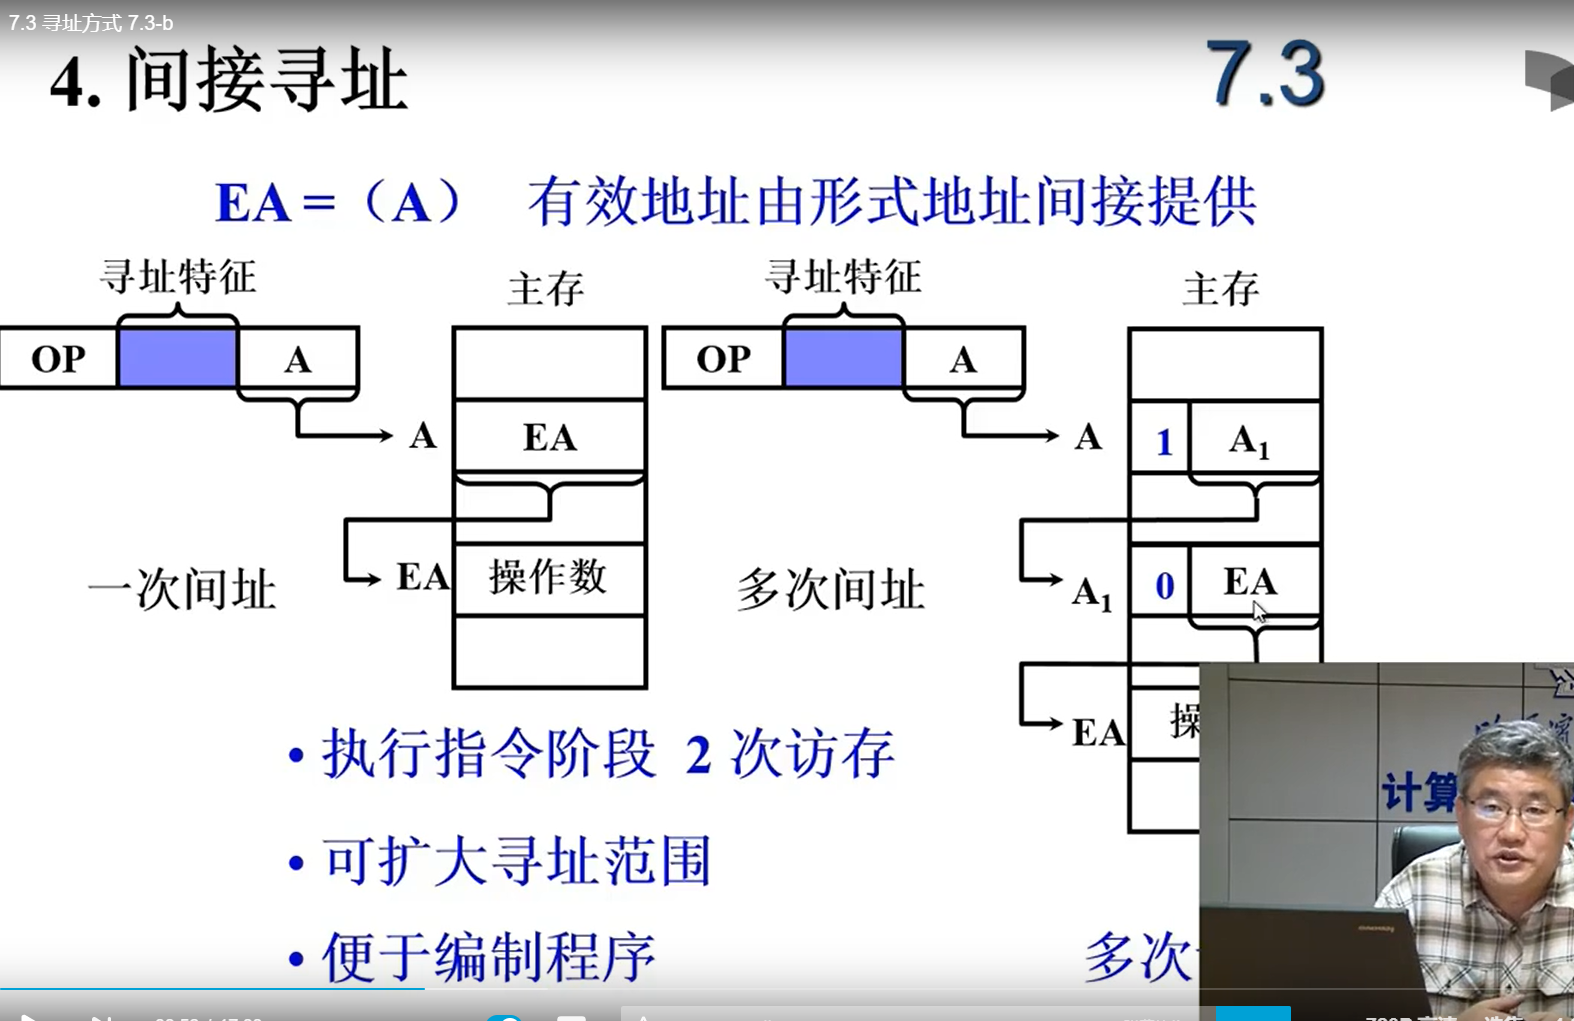 7.3 寻址方式 7.3-b
4. 间接寻址
7.3
EA =（A） 有效地址由形式地址间接提供
寻址特征
主存
OP
A
A
EA
EA
操作数
一次间址
寻址特征
主存
OP
A
A
1
A1
A1
0
EA
EA
操
多次间址
• 执行指令阶段 2 次访存
• 可扩大寻址范围
• 便于编制程序
多次
计算